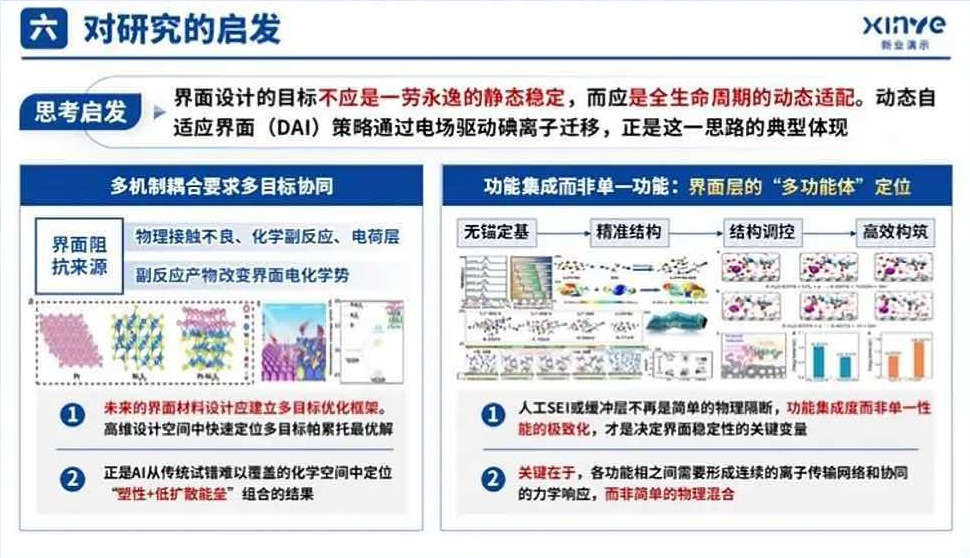 六 对研究的启发
xinye
新业演示
思考启发
界面设计的目标不应是一劳永逸的静态稳定，而应是全生命周期的动态适配。动态自
适应界面（DAI）策略通过电场驱动碘离子迁移，正是这一思路的典型体现
多机制耦合要求多目标协同
界面阻
抗来源
物理接触不良、化学副反应、电荷层
副反应产物改变界面电化学势
Pt
Ni₃S₂
Pt-Ni₃S₂
1 未来的界面材料设计应建立多目标优化框架。
高维设计空间中快速定位多目标帕累托最优解
2 正是AI从传统试错难以覆盖的化学空间中定位
“塑性+低扩散能垒”组合的结果
功能集成而非单一功能：界面层的“多功能体”定位
无锚定基
精准结构
结构调控
高效构筑
1 人工SEI或缓冲层不再是简单的物理隔断，功能集成度而非单一性
能的极致化，才是决定界面稳定性的关键变量
2 关键在于，各功能相之间需要形成连续的离子传输网络和协同
的力学响应，而非简单的物理混合